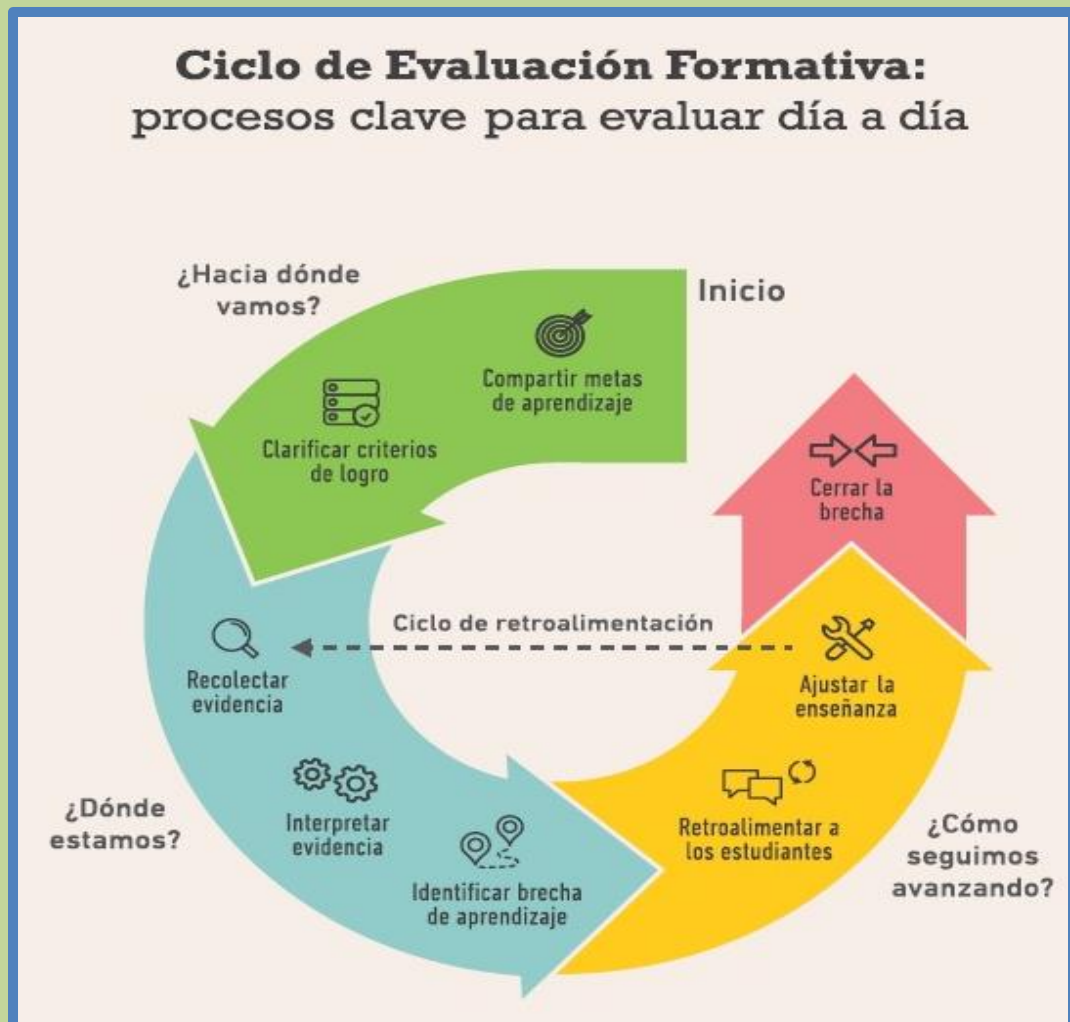 Ciclo de Evaluación Formativa:
procesos clave para evaluar día a día
¿Hacia dónde
vamos?
Inicio
Compartir metas
de aprendizaje
Clarificar criterios
de logro
Cerrar la
brecha
Ciclo de retroalimentación
Recolectar
evidencia
Ajustar la
enseñanza
¿Dónde
estamos?
Interpretar
evidencia
Identificar brecha
de aprendizaje
Retroalimentar a
los estudiantes
¿Cómo
seguimos
avanzando?